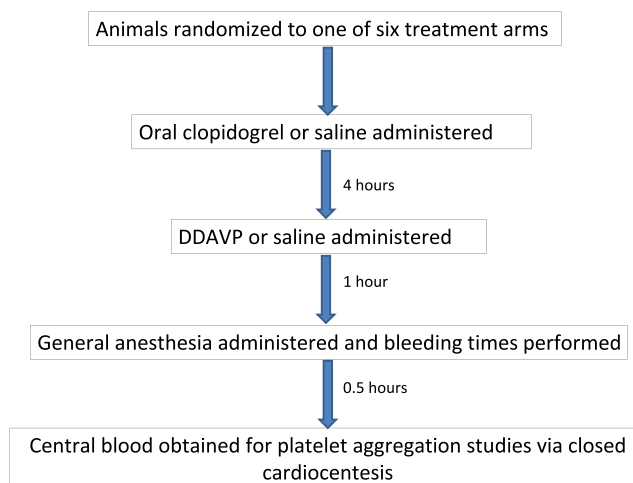 Animals randomized to one of six treatment arms
Oral clopidogrel or saline administered
4 hours
DDAVP or saline administered
1 hour
General anesthesia administered and bleeding times performed
0.5 hours
Central blood obtained for platelet aggregation studies via closed
cardiocentesis